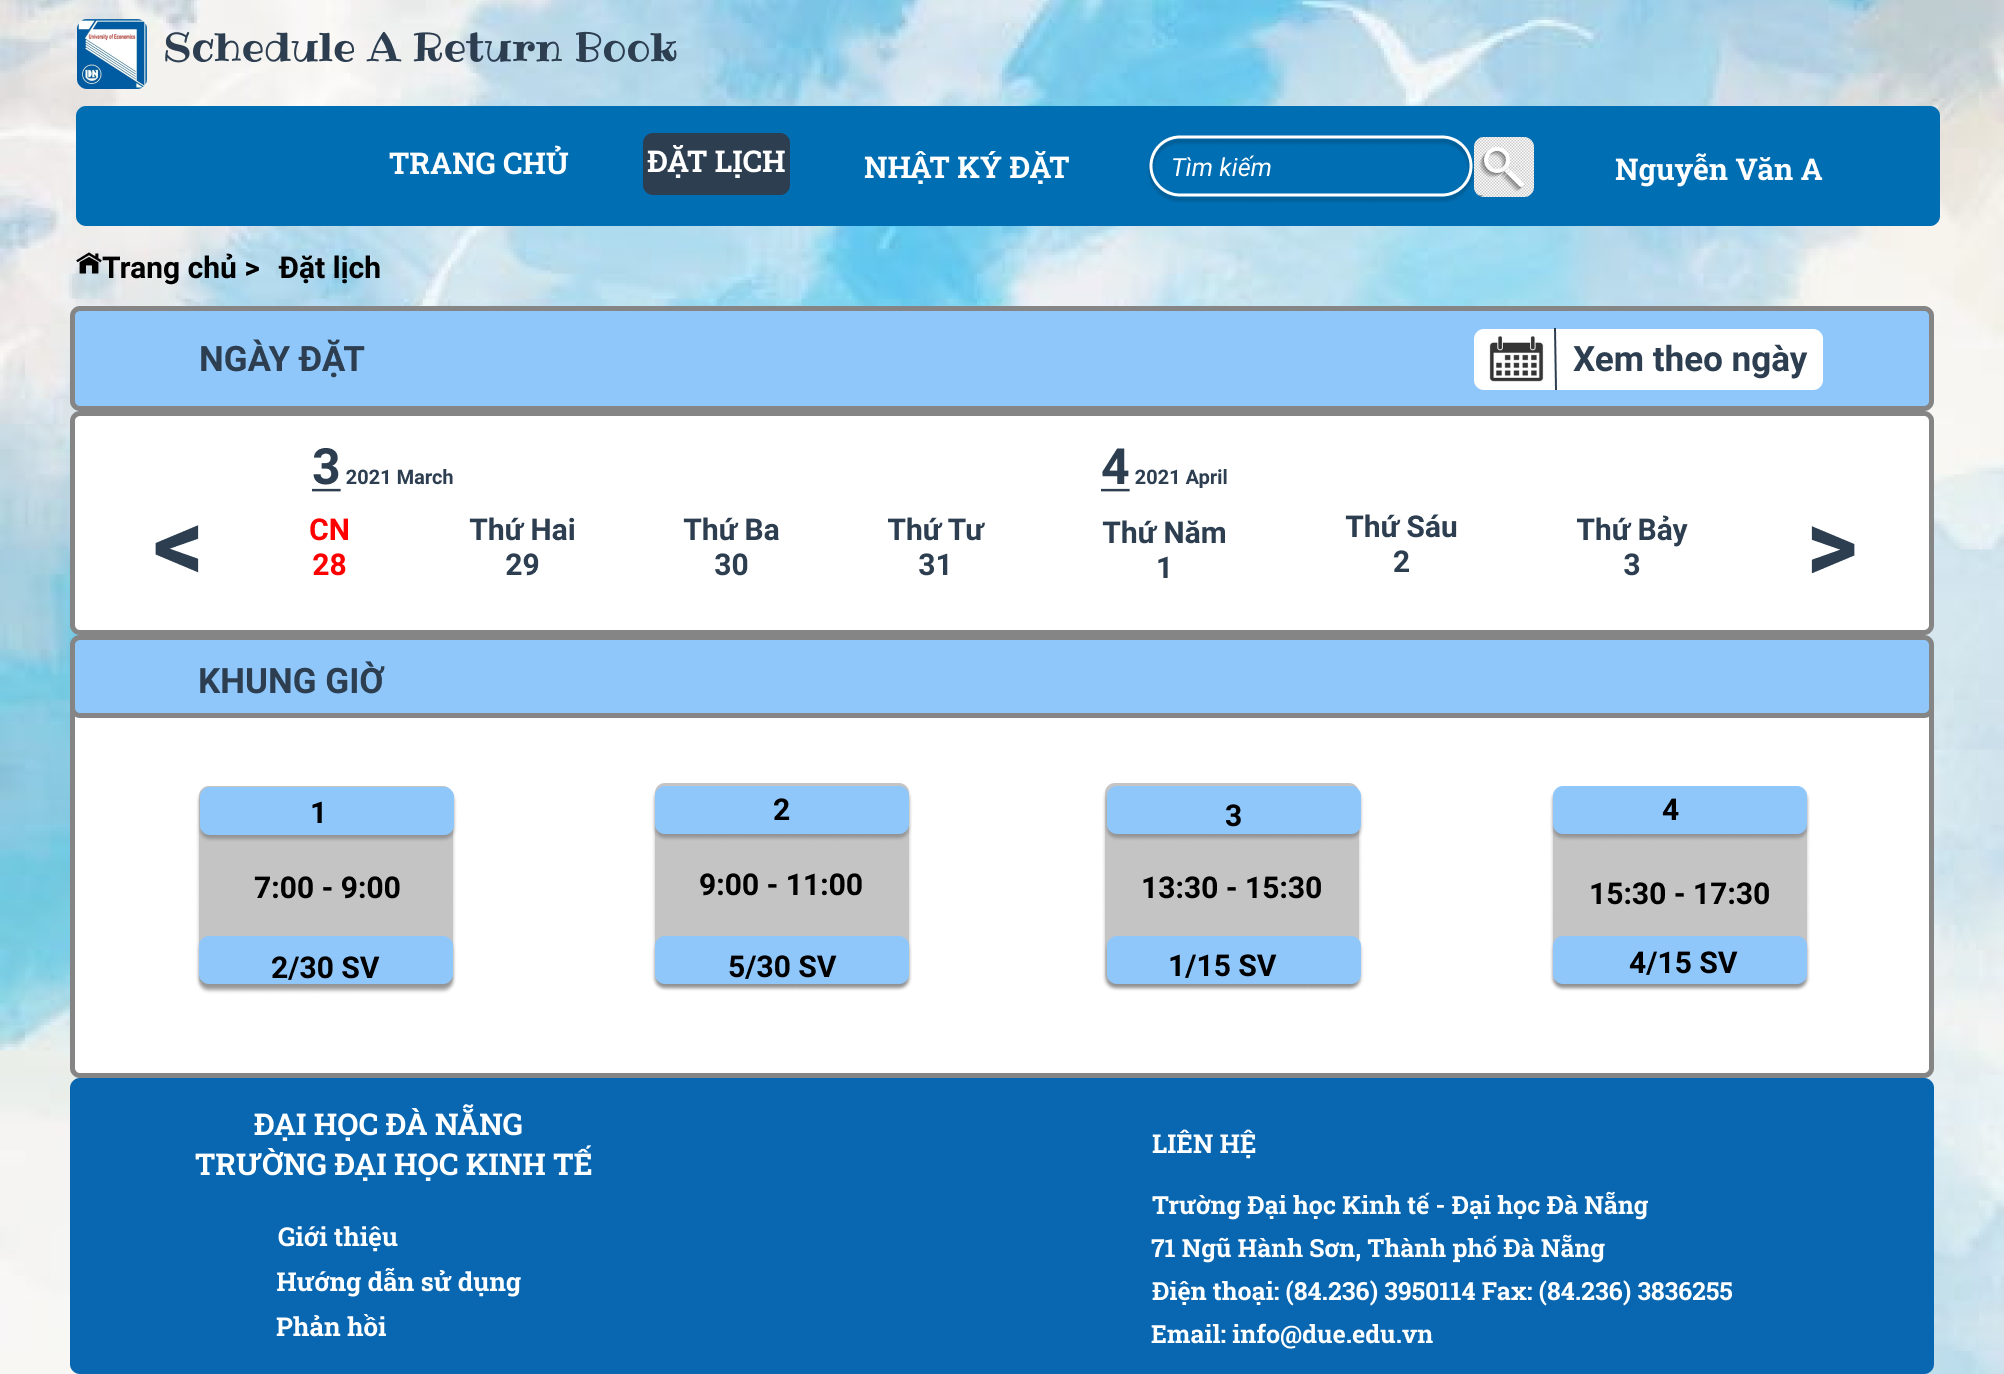 University of Economics
DN
Schedule A Return Book
TRANG CHỦ
ĐẶT LỊCH
NHẬT KÝ ĐẶT
Tìm kiếm
Nguyễn Văn A
Trang chủ > Đặt lịch
NGÀY ĐẶT
Xem theo ngày
3 2021 March
4 2021 April
< CN Thứ Hai Thứ Ba Thứ Tư Thứ Năm Thứ Sáu Thứ Bảy >
28 29 30 31 1 2 3
KHUNG GIỜ
1
7:00 - 9:00
2/30 SV
2
9:00 - 11:00
5/30 SV
3
13:30 - 15:30
1/15 SV
4
15:30 - 17:30
4/15 SV
ĐẠI HỌC ĐÀ NẴNG
TRƯỜNG ĐẠI HỌC KINH TẾ
Giới thiệu
Hướng dẫn sử dụng
Phản hồi
LIÊN HỆ
Trường Đại học Kinh tế - Đại học Đà Nẵng
71 Ngũ Hành Sơn, Thành phố Đà Nẵng
Điện thoại: (84.236) 3950114 Fax: (84.236) 3836255
Email: info@due.edu.vn